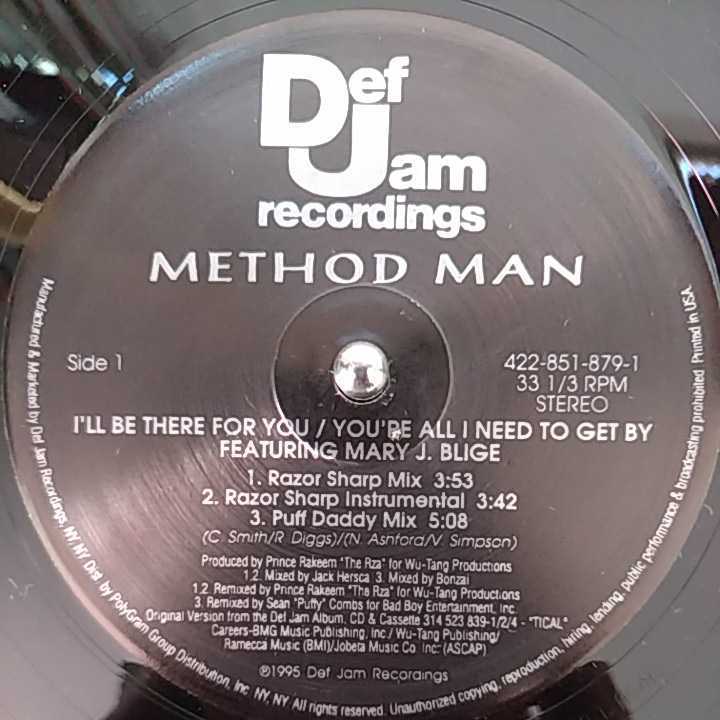 Def
Jam
recordings
METHOD MAN
Side 1
422-851-879-1
33 1/3 RPM
STEREO
I'LL BE THERE FOR YOU / YOU'RE ALL I NEED TO GET BY
FEATURING MARY J. BLIGE
1. Razor Sharp Mix 3:53
2. Razor Sharp Instrumental 3:42
3. Puff Daddy Mix 5:08
(C. Smith/R Diggs)/(N. Ashford/V. Simpson)
Produced by Prince Rakeem "The Rza" for Wu-Tang Productions
1.2. Mixed by Jack Hersca 3. Mixed by Bonzai
1.2. Remixed by Prince Rakeem "The Rza" for Wu-Tang Productions
3. Remixed by Sean "Puffy" Combs for Bad Boy Entertainment, Inc.
Original Version from the Def Jam Album, CD & Cassette 314 523 839-1/2/4 - "TICAL"
Careers-BMG Music Publishing, Inc./ Wu-Tang Publishing/
Ramecca Music (BMI)/Jobeta Music Co. Inc. (ASCAP)
℗1995 Def Jam Recordings
Manufactured & Marketed by Def Jam Recordings, NY, NY. Dist. by PolyGram Group Distribution, Inc. NY, NY. All rights reserved. Unauthorized copying, reproduction, hiring, lending, public performance & broadcasting prohibited. Printed in USA.